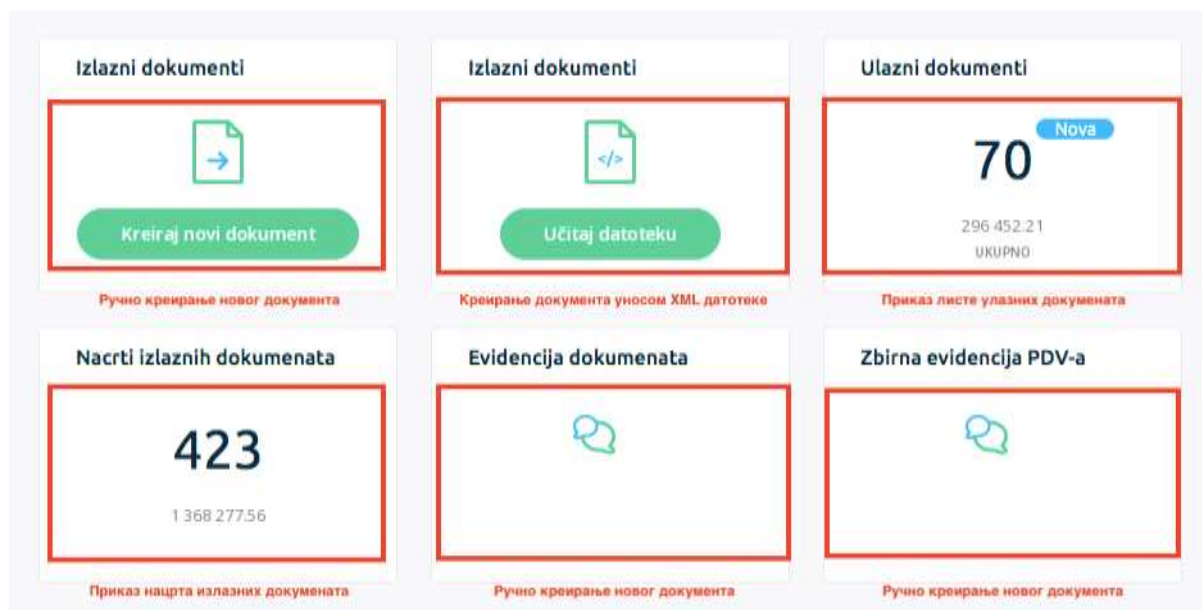 Izlazni dokumenti
Kreiraj novi dokument
Ручно креирање новог документа
Izlazni dokumenti
</>
Učitaj datoteku
Креирање документа уносом XML датотеке
Ulazni dokumenti
Nova
70
296 452.21
UKUPNO
Приказ листе улазних докумената
Nacrti izlaznih dokumenata
423
1 368 277.56
Приказ нацрта излазних докумената
Evidencija dokumenata
Ручно креирање новог документа
Zbirna evidencija PDV-a
Ручно креирање новог документа